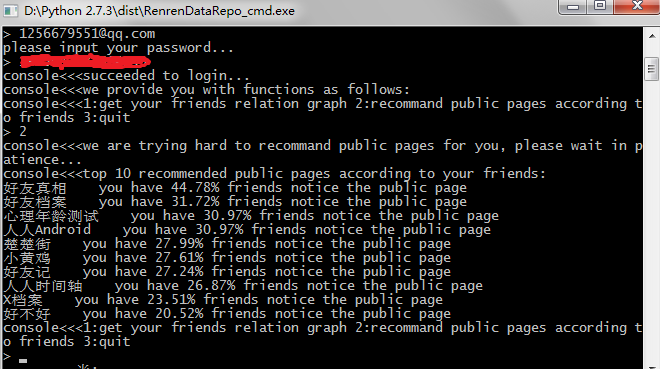 D:\Python 2.7.3\dist\RenrenDataRepo_cmd.exe
> 1256679551@qq.com
please input your password...
>
console<<<succeeded to login...
console<<<we provide you with functions as follows:
console<<<1:get your friends relation graph 2:recommand public pages according t
o friends 3:quit
> 2
console<<<we are trying hard to recommand public pages for you, please wait in p
atience...
console<<<top 10 recommended public pages according to your friends:
好友真相 you have 44.78% friends notice the public page
好友档案 you have 31.72% friends notice the public page
心理年龄测试 you have 30.97% friends notice the public page
人人Android you have 30.97% friends notice the public page
楚楚街 you have 27.99% friends notice the public page
小黄鸡 you have 27.61% friends notice the public page
好友记 you have 27.24% friends notice the public page
人人时间轴 you have 26.87% friends notice the public page
X档案 you have 23.51% friends notice the public page
好不好 you have 20.52% friends notice the public page
console<<<1:get your friends relation graph 2:recommand public pages according t
o friends 3:quit
> _